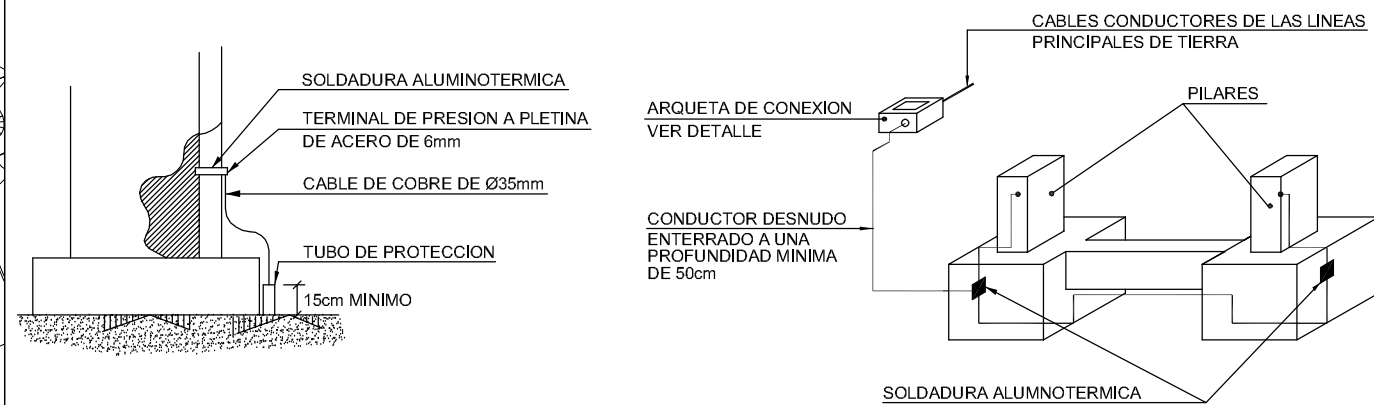 SOLDADURA ALUMINOTERMICA
TERMINAL DE PRESION A PLETINA
DE ACERO DE 6mm
CABLE DE COBRE DE Ø35mm
TUBO DE PROTECCION
15cm MINIMO
CABLES CONDUCTORES DE LAS LINEAS
PRINCIPALES DE TIERRA
ARQUETA DE CONEXION
VER DETALLE
PILARES
CONDUCTOR DESNUDO
ENTERRADO A UNA
PROFUNDIDAD MINIMA
DE 50cm
SOLDADURA ALUMNOTERMICA